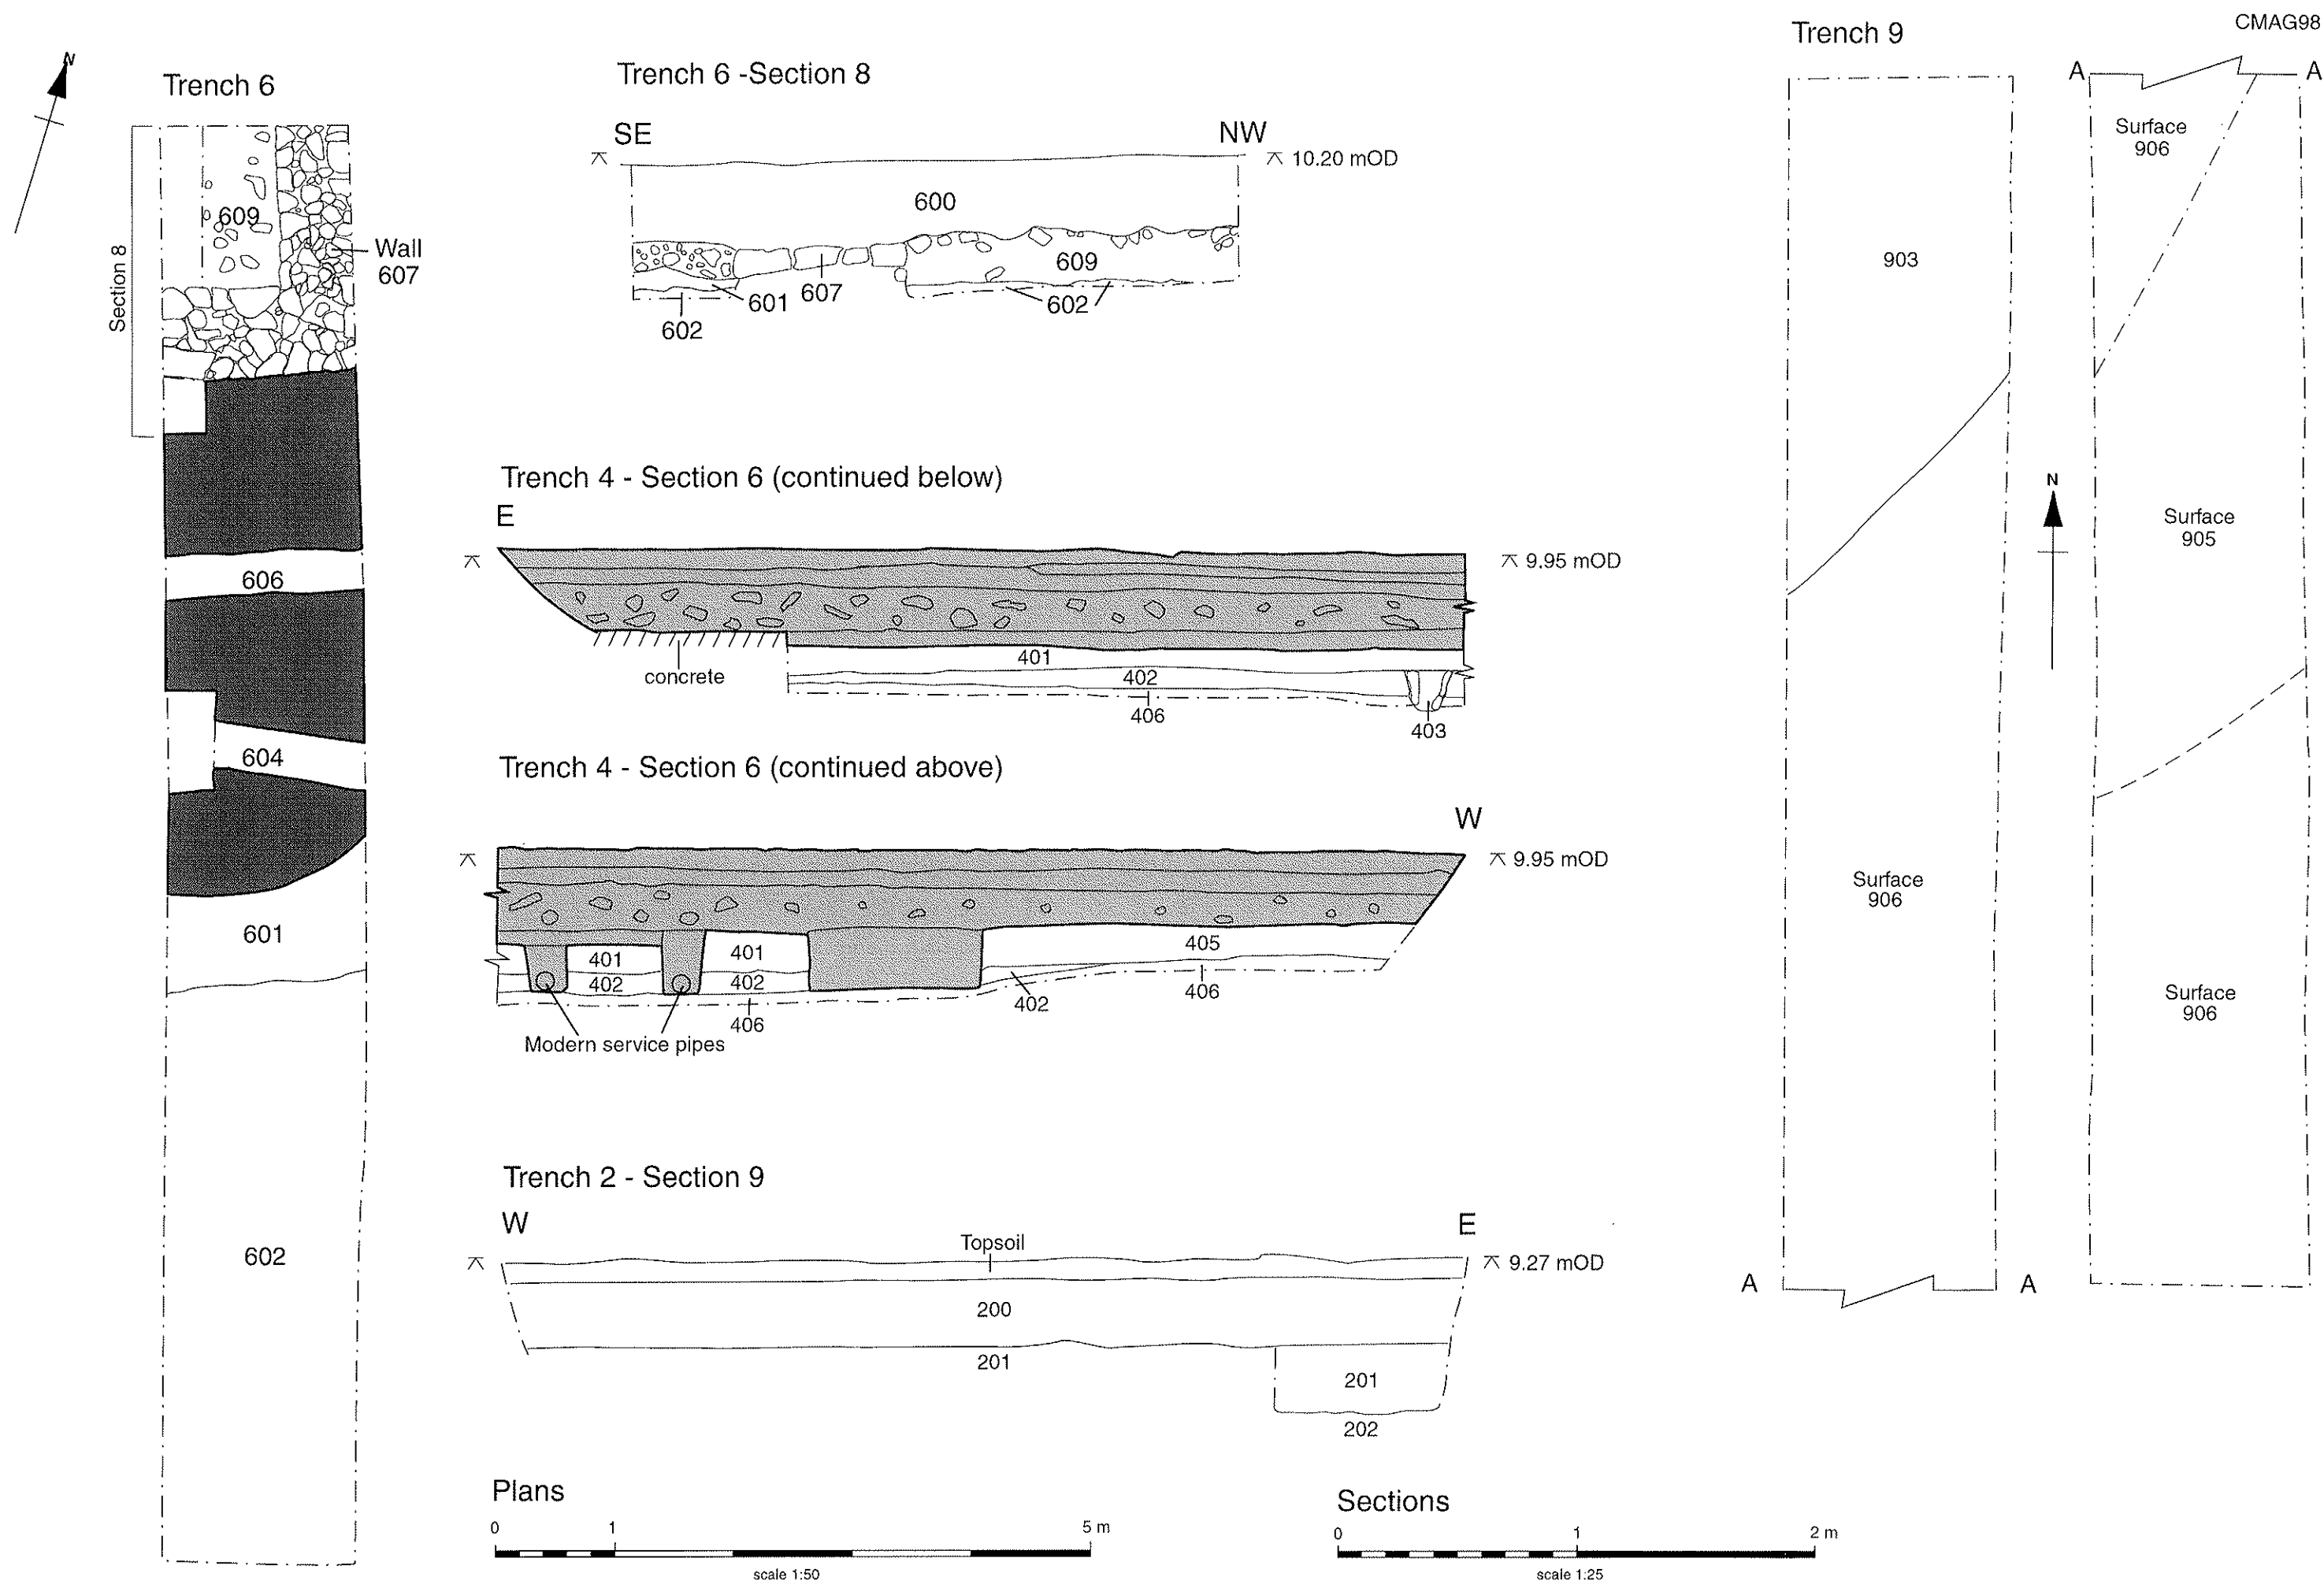 CMAG98
N
Trench 6
Section 8
609
Wall
607
606
604
601
602
Trench 6 -Section 8
SE
NW
10.20 mOD
600
609
601
607
602
602
Trench 4 - Section 6 (continued below)
E
9.95 mOD
401
concrete
402
406
403
Trench 4 - Section 6 (continued above)
W
9.95 mOD
401
401
405
402
402
402
406
406
Modern service pipes
Trench 2 - Section 9
W
E
Topsoil
9.27 mOD
200
201
201
202
Plans
0 1 5 m
scale 1:50
Sections
0 1 2 m
scale 1:25
Trench 9
903
Surface
906
A A
N
A A
Surface
906
Surface
905
Surface
906